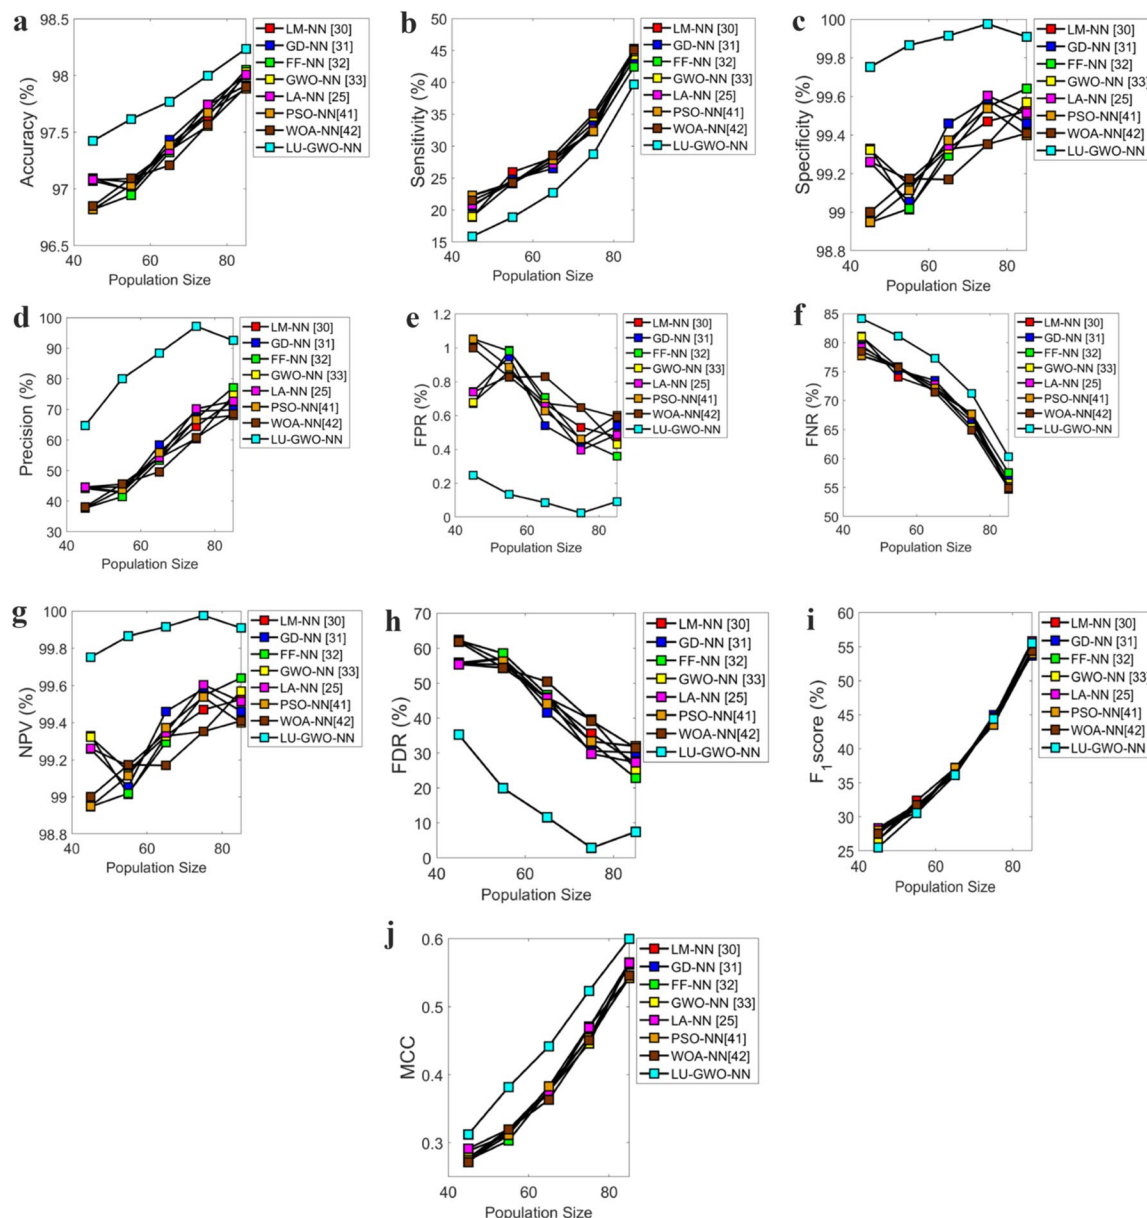 a
98.5
98
97.5
97
96.5
Accuracy (%)
40
60
80
Population Size
LM-NN [30]
GD-NN [31]
FF-NN [32]
GWO-NN [33]
LA-NN [25]
PSO-NN[41]
WOA-NN[42]
LU-GWO-NN
b
50
45
40
35
30
25
20
15
Sensitivity (%)
40
60
80
Population Size
LM-NN [30]
GD-NN [31]
FF-NN [32]
GWO-NN [33]
LA-NN [25]
PSO-NN[41]
WOA-NN[42]
LU-GWO-NN
c
100
99.8
99.6
99.4
99.2
99
98.8
Specificity (%)
40
60
80
Population Size
LM-NN [30]
GD-NN [31]
FF-NN [32]
GWO-NN [33]
LA-NN [25]
PSO-NN[41]
WOA-NN[42]
LU-GWO-NN
d
100
90
80
70
60
50
40
30
Precision (%)
40
60
80
Population Size
LM-NN [30]
GD-NN [31]
FF-NN [32]
GWO-NN [33]
LA-NN [25]
PSO-NN[41]
WOA-NN[42]
LU-GWO-NN
e
1.2
1
0.8
0.6
0.4
0.2
0
FPR (%)
40
60
80
Population Size
LM-NN [30]
GD-NN [31]
FF-NN [32]
GWO-NN [33]
LA-NN [25]
PSO-NN[41]
WOA-NN[42]
LU-GWO-NN
f
85
80
75
70
65
60
55
50
FNR (%)
40
60
80
Population Size
LM-NN [30]
GD-NN [31]
FF-NN [32]
GWO-NN [33]
LA-NN [25]
PSO-NN[41]
WOA-NN[42]
LU-GWO-NN
g
100
99.8
99.6
99.4
99.2
99
98.8
NPV (%)
40
60
80
Population Size
LM-NN [30]
GD-NN [31]
FF-NN [32]
GWO-NN [33]
LA-NN [25]
PSO-NN[41]
WOA-NN[42]
LU-GWO-NN
h
70
60
50
40
30
20
10
0
FDR (%)
40
60
80
Population Size
LM-NN [30]
GD-NN [31]
FF-NN [32]
GWO-NN [33]
LA-NN [25]
PSO-NN[41]
WOA-NN[42]
LU-GWO-NN
i
60
55
50
45
40
35
30
25
F1score (%)
40
60
80
Population Size
LM-NN [30]
GD-NN [31]
FF-NN [32]
GWO-NN [33]
LA-NN [25]
PSO-NN[41]
WOA-NN[42]
LU-GWO-NN
j
0.6
0.5
0.4
0.3
MCC
40
60
80
Population Size
LM-NN [30]
GD-NN [31]
FF-NN [32]
GWO-NN [33]
LA-NN [25]
PSO-NN[41]
WOA-NN[42]
LU-GWO-NN